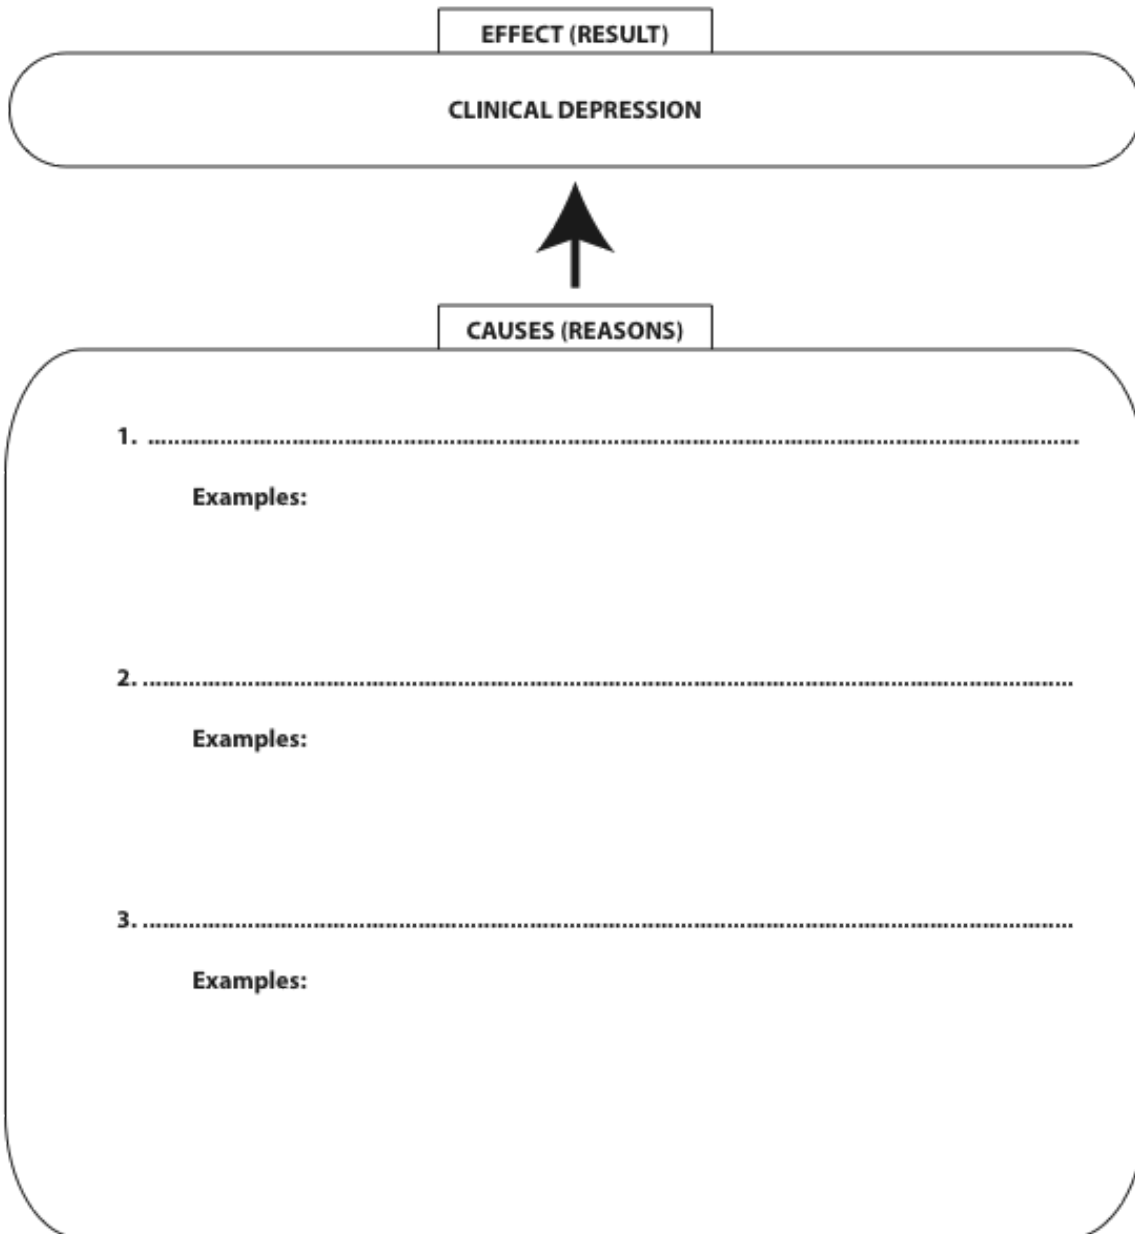 EFFECT (RESULT)
CLINICAL DEPRESSION
CAUSES (REASONS)
1. ................................................................................
Examples:
2. ................................................................................
Examples:
3. ................................................................................
Examples: